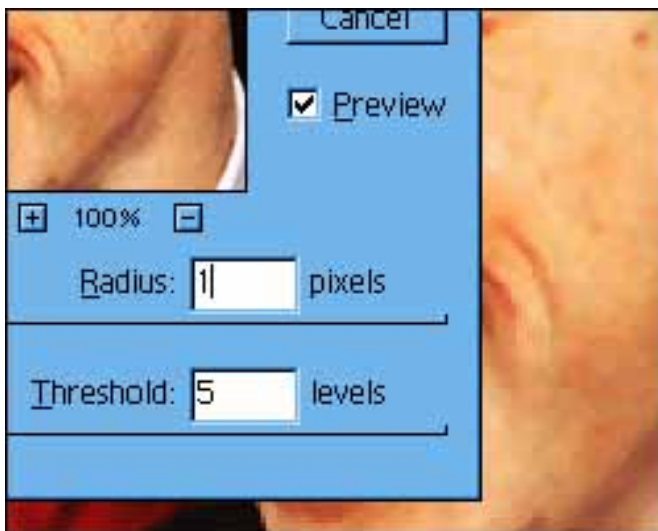 Cancel
Preview
+ 100% −
Radius: 1 pixels
Threshold: 5 levels